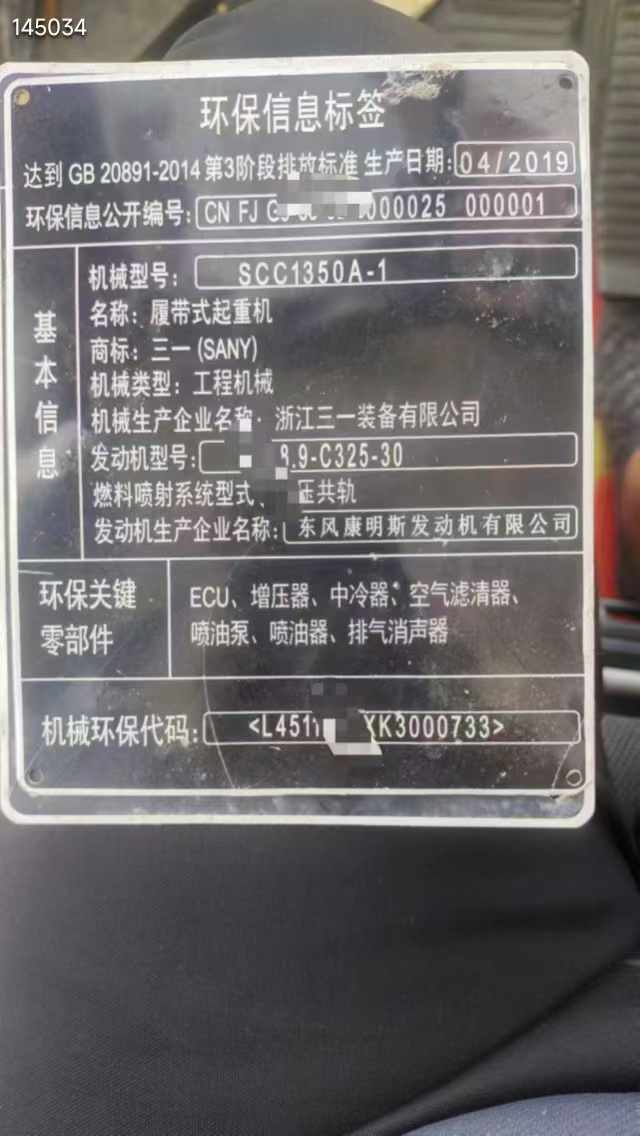 145034
环保信息标签
达到 GB 20891-2014 第3阶段排放标准 生产日期: 04/2019
环保信息公开编号: CN FJ 000025 000001
基本信息
机械型号: SCC1350A-1
名称: 履带式起重机
商标: 三一 (SANY)
机械类型: 工程机械
机械生产企业名称: 浙江三一装备有限公司
发动机型号: 8.9-C325-30
燃料喷射系统型式、 共轨
发动机生产企业名称: 东风康明斯发动机有限公司
环保关键
零部件
ECU、增压器、中冷器、空气滤清器、
喷油泵、喷油器、排气消声器
机械环保代码: <L451 XK3000733>